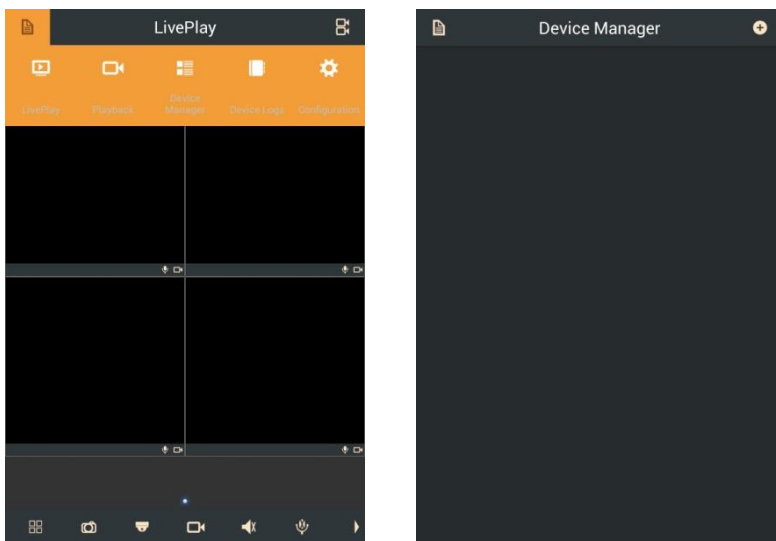 LivePlay
LivePlay
Playback
Device
Manager
Device Logs
Configuration
Device Manager